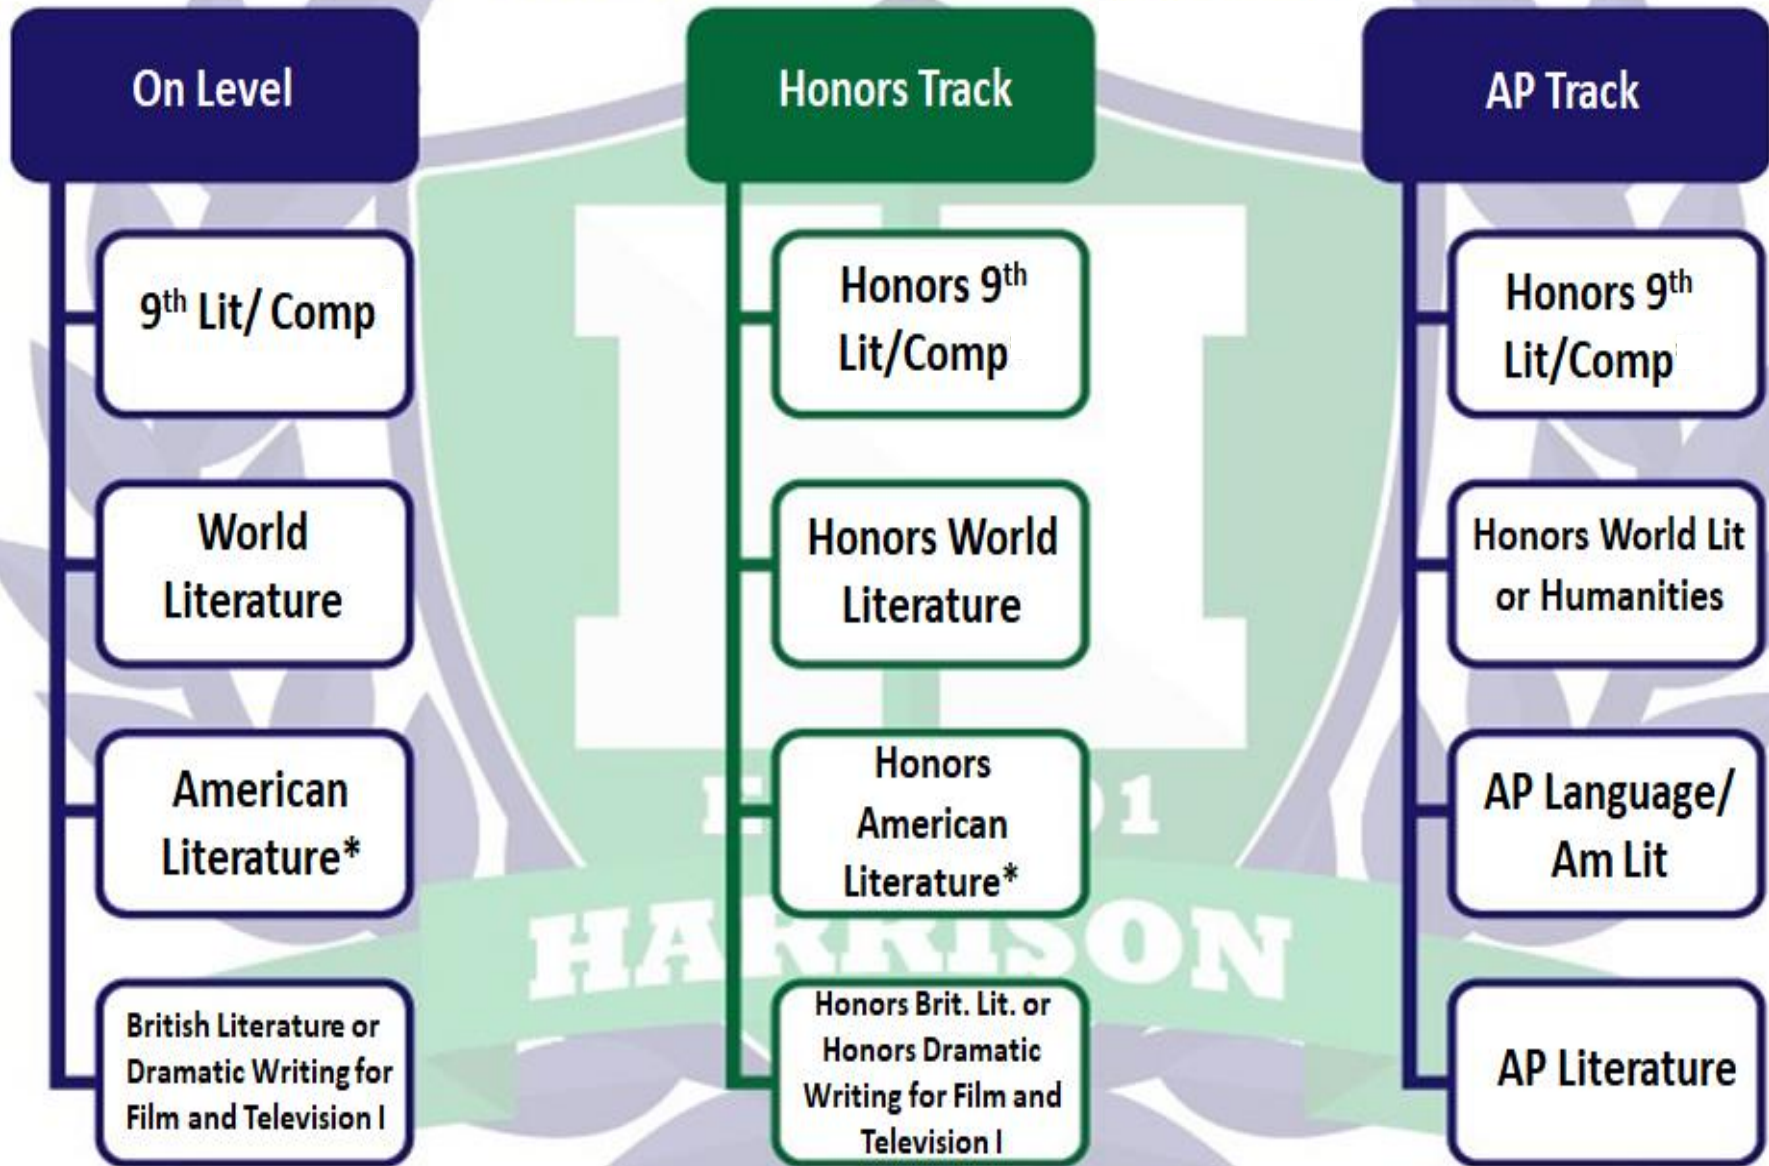 On Level
9th Lit/ Comp
World
Literature
American
Literature*
British Literature or
Dramatic Writing for
Film and Television I
Honors Track
Honors 9th
Lit/Comp
Honors World
Literature
Honors
American
Literature*
Honors Brit. Lit. or
Honors Dramatic
Writing for Film and
Television I
AP Track
Honors 9th
Lit/Comp
Honors World Lit
or Humanities
AP Language/
Am Lit
AP Literature
H
HARRISON